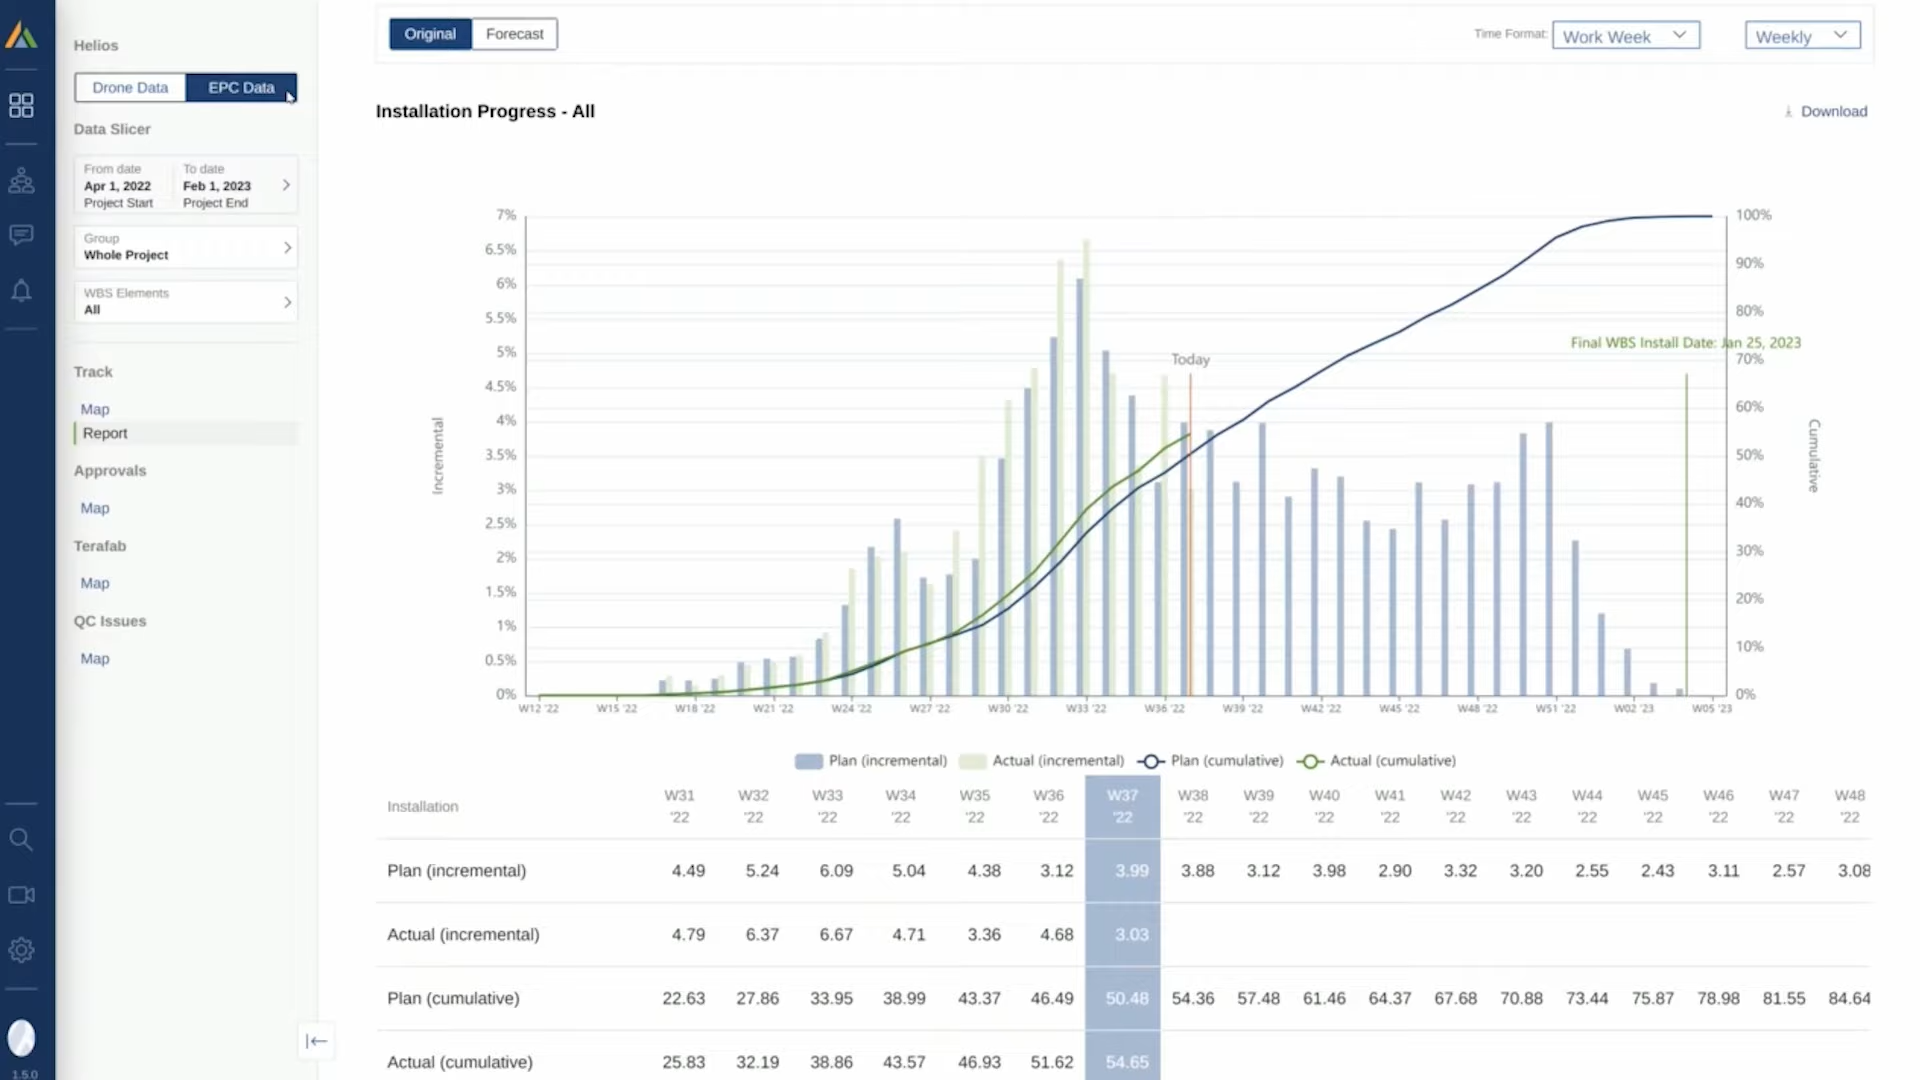 Helios
Drone Data
EPC Data
Data Slicer
From date
To date
Apr 1, 2022
Feb 1, 2023
Project Start
Project End
Group
Whole Project
WBS Elements
All
Track
Map
Report
Approvals
Map
Terafab
Map
QC Issues
Map
1.5.0
Original
Forecast
Time Format:
Work Week
Weekly
Installation Progress - All
Download
7%
6.5%
6%
5.5%
5%
4.5%
4%
3.5%
3%
2.5%
2%
1.5%
1%
0.5%
0%
Incremental
Today
Final WBS Install Date: Jan 25, 2023
100%
90%
80%
70%
60%
50%
40%
30%
20%
10%
0%
Cumulative
W12 '22 W15 '22 W18 '22 W21 '22 W24 '22 W27 '22 W30 '22 W33 '22 W36 '22 W39 '22 W42 '22 W45 '22 W48 '22 W51 '22 W02 '23 W05 '23
Plan (incremental) Actual (incremental) Plan (cumulative) Actual (cumulative)
Installation
W31 W32 W33 W34 W35 W36 W37 W38 W39 W40 W41 W42 W43 W44 W45 W46 W47 W48
'22 '22 '22 '22 '22 '22 '22 '22 '22 '22 '22 '22 '22 '22 '22 '22 '22 '22
Plan (incremental) 4.49 5.24 6.09 5.04 4.38 3.12 3.99 3.88 3.12 3.98 2.90 3.32 3.20 2.55 2.43 3.11 2.57 3.08
Actual (incremental) 4.79 6.37 6.67 4.71 3.36 4.68 3.03
Plan (cumulative) 22.63 27.86 33.95 38.99 43.37 46.49 50.48 54.36 57.48 61.46 64.37 67.68 70.88 73.44 75.87 78.98 81.55 84.64
Actual (cumulative) 25.83 32.19 38.86 43.57 46.93 51.62 54.65